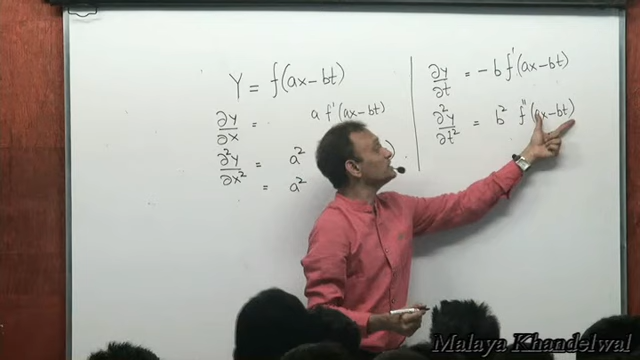 Y = f(ax-bt)
∂y/∂x = a f'(ax-bt)
∂²y/∂x² = a² )
= a²
∂y/∂t = -b f'(ax-bt)
∂²y/∂t² = b² f''(ax-bt)
Malaya Khandelwal